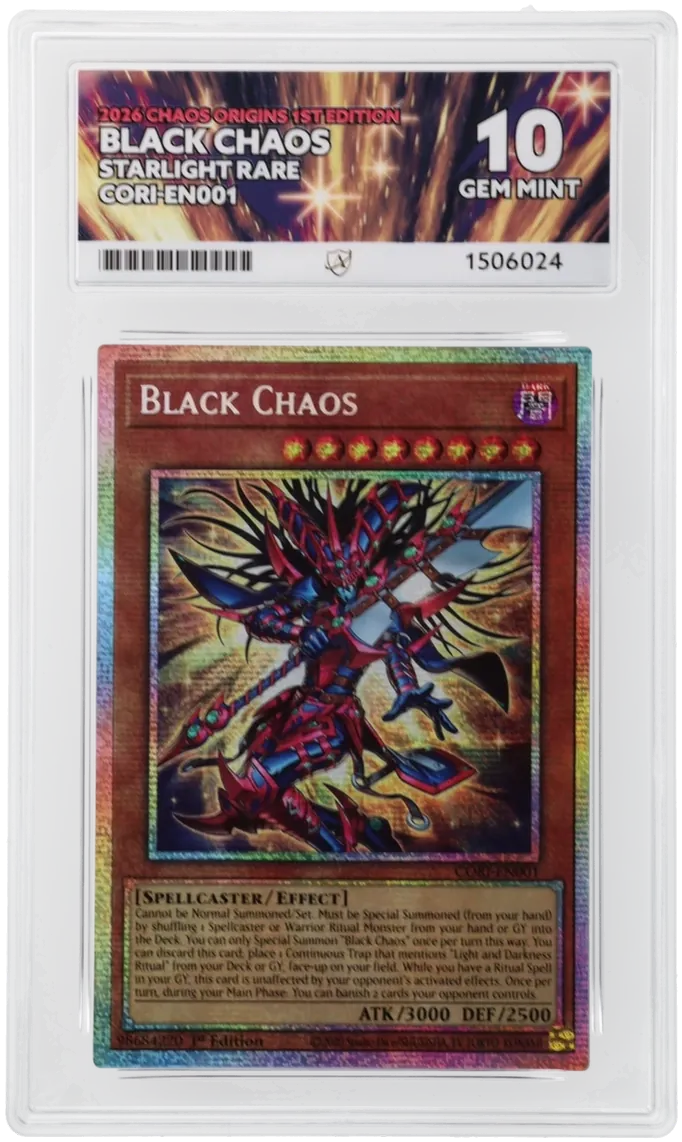 2026 CHAOS ORIGINS 1ST EDITION
BLACK CHAOS
STARLIGHT RARE
CORI-EN001
10
GEM MINT
1506024
BLACK CHAOS
DARK
闇
CORI-EN001
[SPELLCASTER/EFFECT]
Cannot be Normal Summoned/Set. Must be Special Summoned (from your hand)
by shuffling 1 Spellcaster or Warrior Ritual Monster from your hand or GY into
the Deck. You can only Special Summon "Black Chaos" once per turn this way. You
can discard this card; place 1 Continuous Trap that mentions "Light and Darkness
Ritual" from your Deck or GY, face-up on your field. While you have a Ritual Spell
in your GY, this card is unaffected by your opponent's activated effects. Once per
turn, during your Main Phase: You can banish 2 cards your opponent controls.
ATK/3000 DEF/2500
98684220 1st Edition